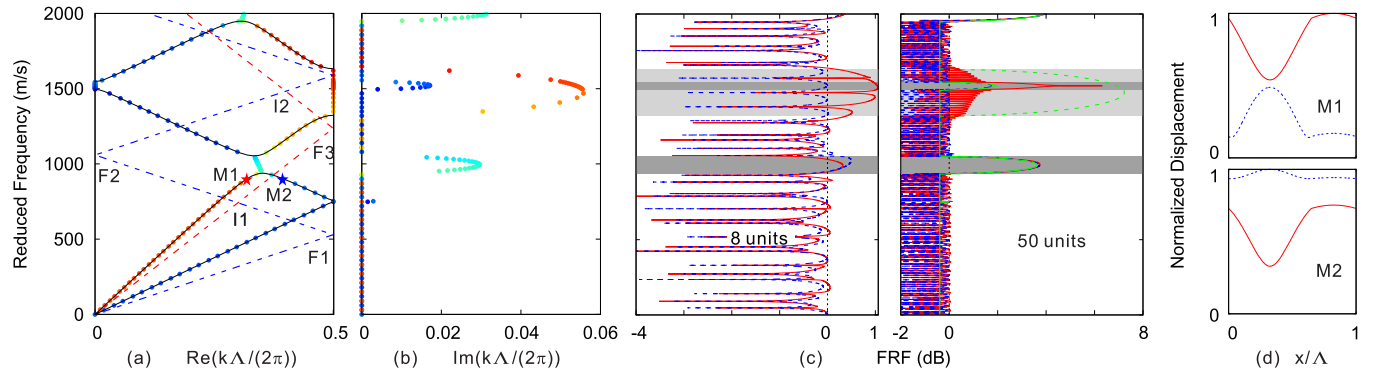 2000
1500
1000
500
0
Reduced Frequency (m/s)
I2
F3
F2
M1
M2
I1
F1
0
0.5
(a) Re(kΛ/(2π))
0
0.02
0.04
0.06
(b) Im(kΛ/(2π))
8 units
-4
0
1
50 units
-2
0
4
8
(c) FRF (dB)
Normalized Displacement
1
M1
0
1
M2
0
0
1
(d) x/Λ